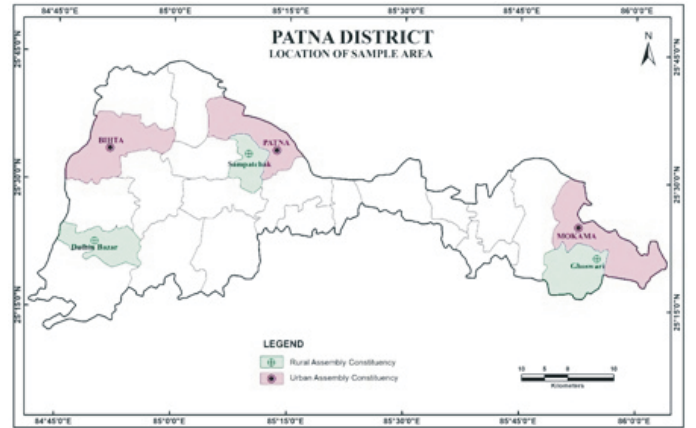 84°45'0"E 85°0'0"E 85°15'0"E 85°30'0"E 85°45'0"E 86°0'0"E
PATNA DISTRICT
LOCATION OF SAMPLE AREA
N
25°45'0"N 25°45'0"N
BIHTA
PATNA
Sampatchak
25°30'0"N 25°30'0"N
MOKAMA
Dulhin Bazar
Ghoswari
25°15'0"N 25°15'0"N
LEGEND
Rural Assembly Constituency
Urban Assembly Constituency
10 5 0 10
Kilometers
84°45'0"E 85°0'0"E 85°15'0"E 85°30'0"E 85°45'0"E 86°0'0"E